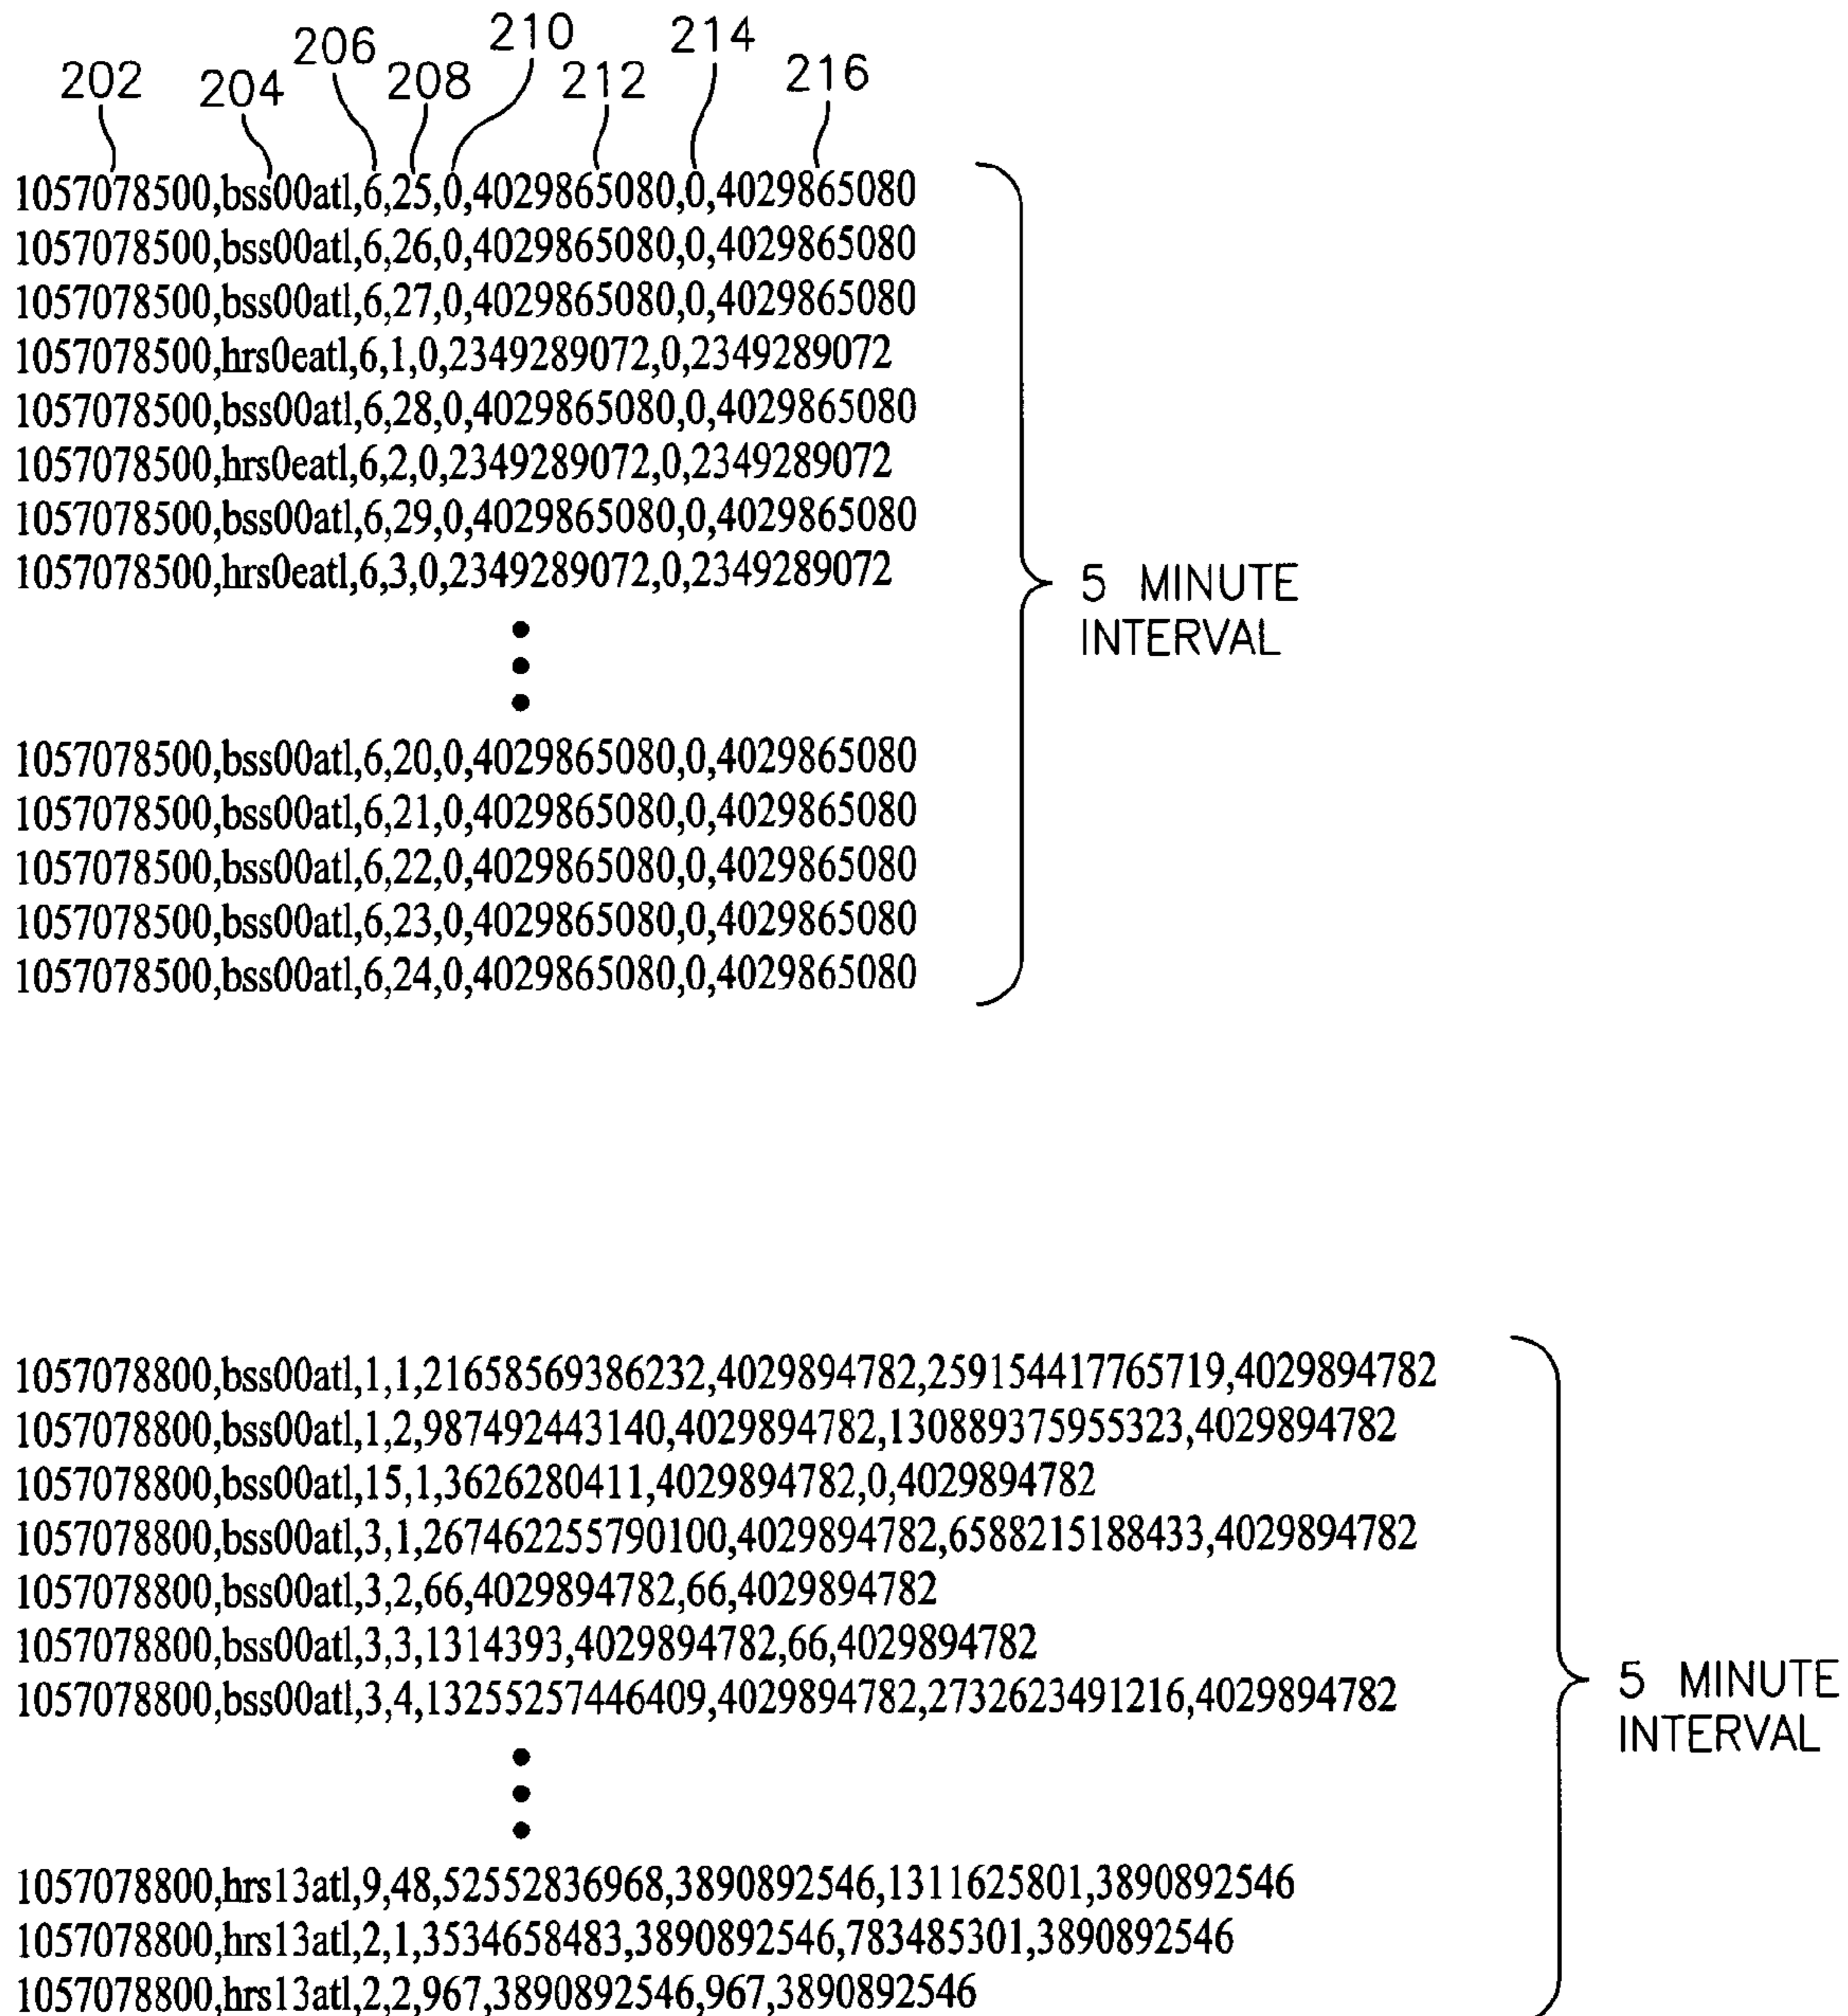 202 204 206 208 210 212 214 216
1057078500,bss00atl,6,25,0,4029865080,0,4029865080
1057078500,bss00atl,6,26,0,4029865080,0,4029865080
1057078500,bss00atl,6,27,0,4029865080,0,4029865080
1057078500,hrs0eatl,6,1,0,2349289072,0,2349289072
1057078500,bss00atl,6,28,0,4029865080,0,4029865080
1057078500,hrs0eatl,6,2,0,2349289072,0,2349289072
1057078500,bss00atl,6,29,0,4029865080,0,4029865080
1057078500,hrs0eatl,6,3,0,2349289072,0,2349289072
1057078500,bss00atl,6,20,0,4029865080,0,4029865080
1057078500,bss00atl,6,21,0,4029865080,0,4029865080
1057078500,bss00atl,6,22,0,4029865080,0,4029865080
1057078500,bss00atl,6,23,0,4029865080,0,4029865080
1057078500,bss00atl,6,24,0,4029865080,0,4029865080
5 MINUTE
INTERVAL
1057078800,bss00atl,1,1,21658569386232,4029894782,259154417765719,4029894782
1057078800,bss00atl,1,2,987492443140,4029894782,130889375955323,4029894782
1057078800,bss00atl,15,1,3626280411,4029894782,0,4029894782
1057078800,bss00atl,3,1,267462255790100,4029894782,6588215188433,4029894782
1057078800,bss00atl,3,2,66,4029894782,66,4029894782
1057078800,bss00atl,3,3,1314393,4029894782,66,4029894782
1057078800,bss00atl,3,4,13255257446409,4029894782,2732623491216,4029894782
1057078800,hrs13atl,9,48,52552836968,3890892546,1311625801,3890892546
1057078800,hrs13atl,2,1,3534658483,3890892546,783485301,3890892546
1057078800,hrs13atl,2,2,967,3890892546,967,3890892546
5 MINUTE
INTERVAL